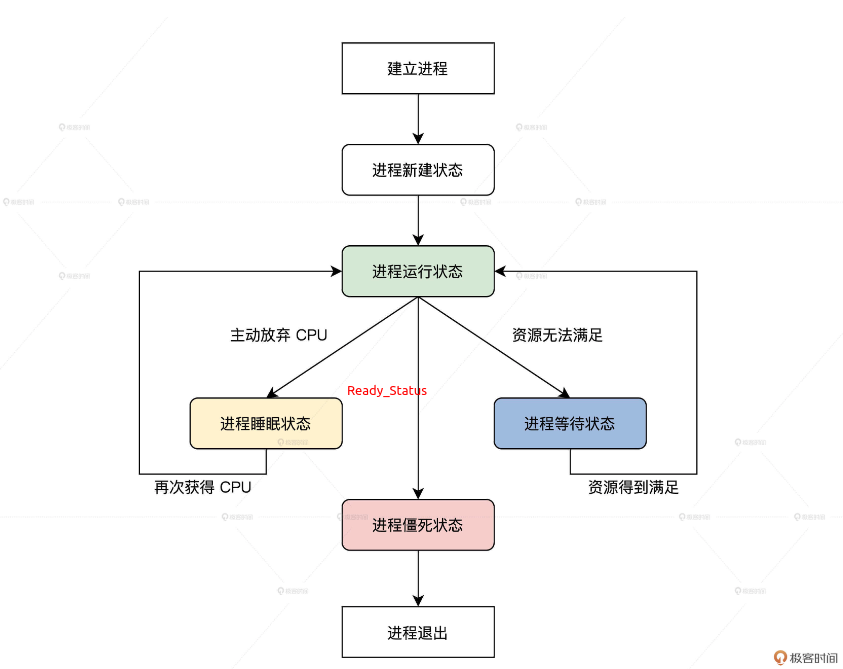 建立进程
进程新建状态
进程运行状态
主动放弃 CPU
资源无法满足
Ready_Status
进程睡眠状态
进程等待状态
再次获得 CPU
资源得到满足
进程僵死状态
进程退出
极客时间